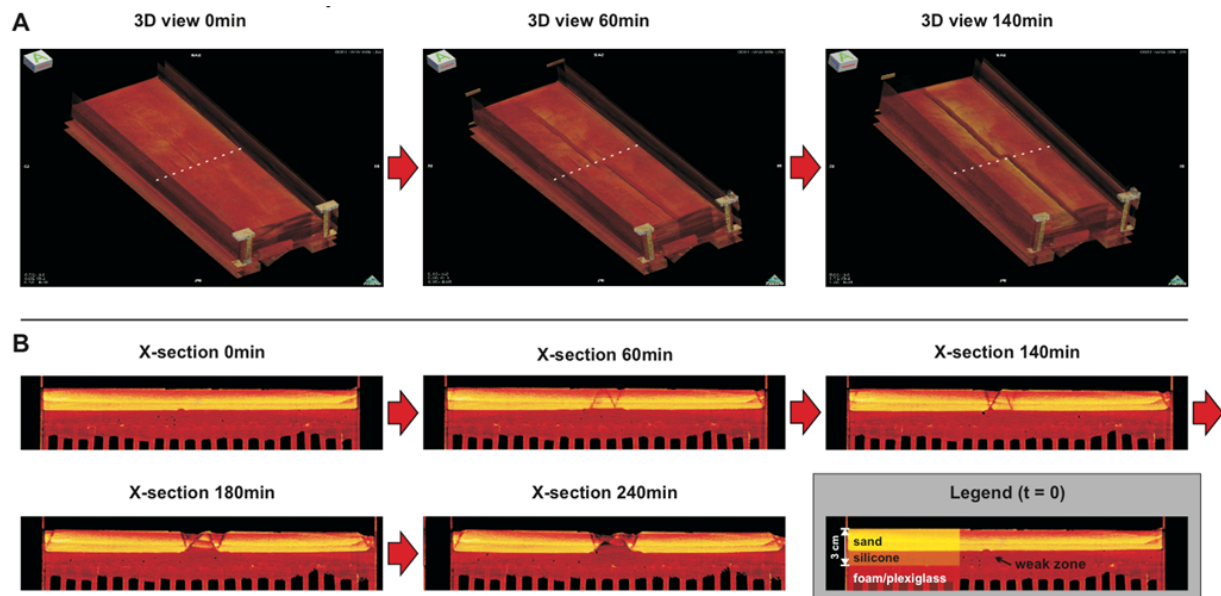 A
3D view 0min
3D view 60min
3D view 140min
B
X-section 0min
X-section 60min
X-section 140min
X-section 180min
X-section 240min
Legend (t = 0)
3 cm
sand
silicone
weak zone
foam/plexiglass